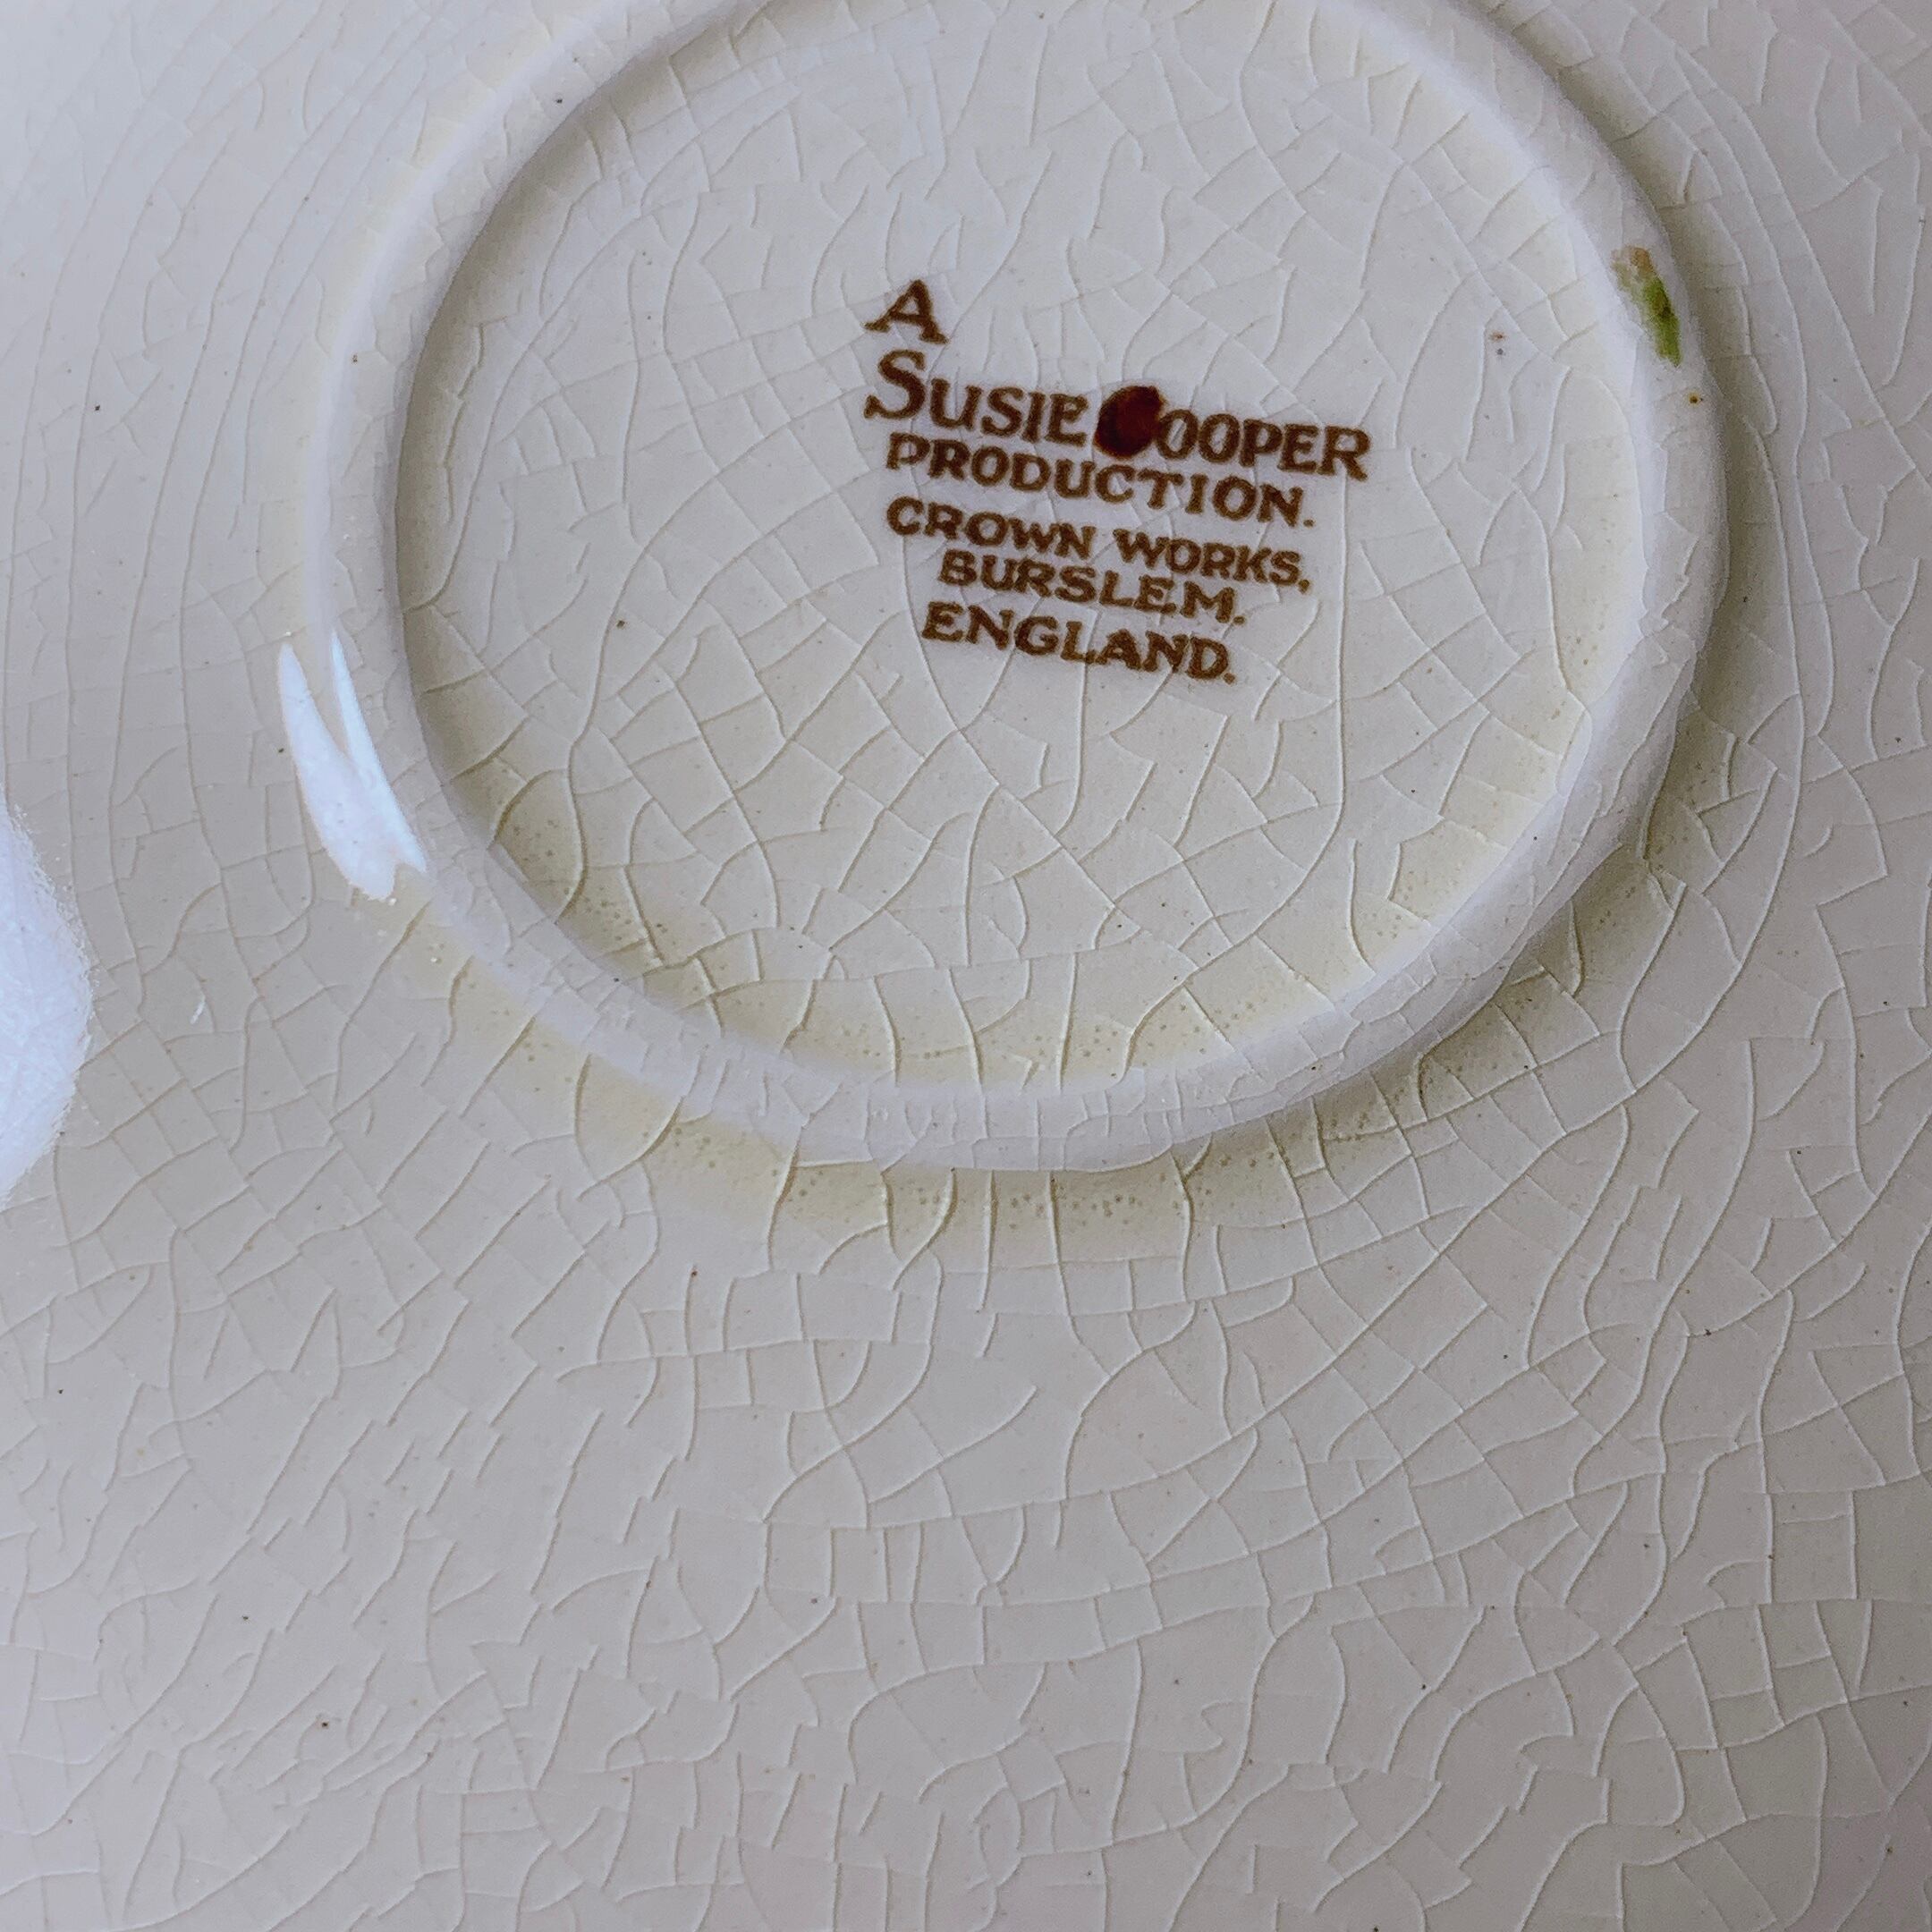 A
SUSIE COOPER
PRODUCTION.
CROWN WORKS,
BURSLEM.
ENGLAND.